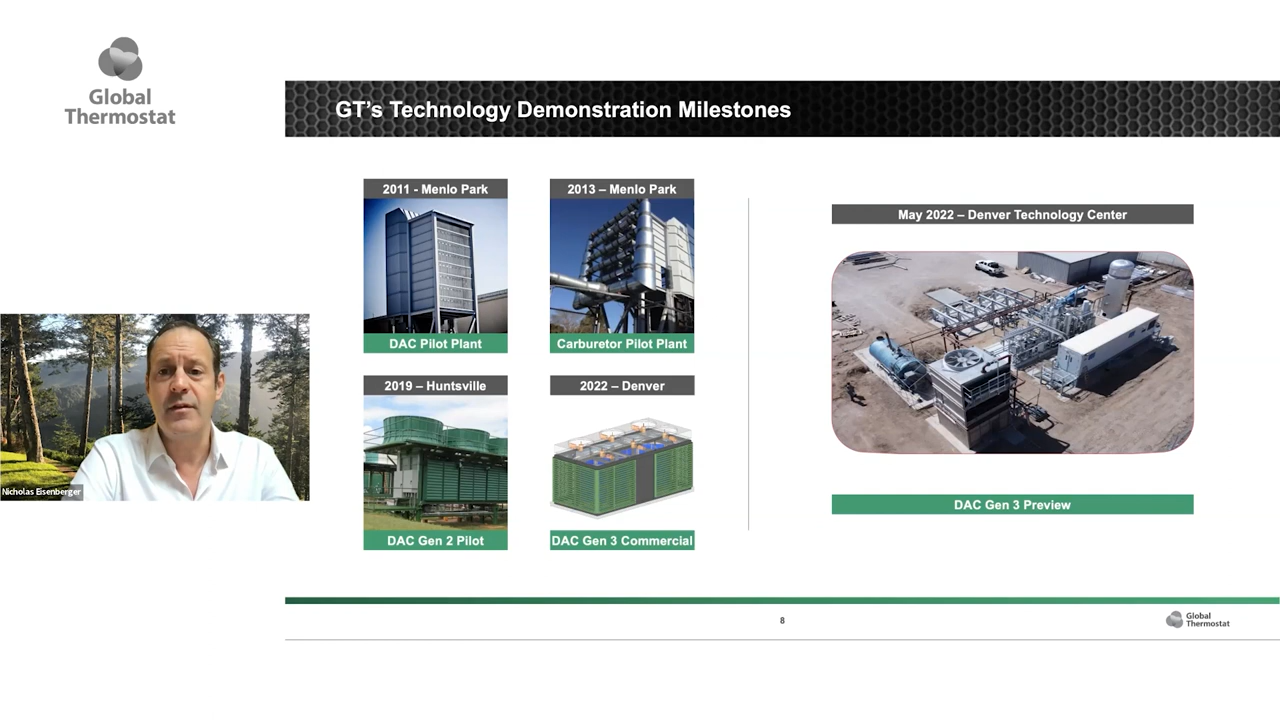 Global
Thermostat
GT’s Technology Demonstration Milestones
2011 - Menlo Park
DAC Pilot Plant
2013 – Menlo Park
Carburetor Pilot Plant
2019 – Huntsville
DAC Gen 2 Pilot
2022 – Denver
DAC Gen 3 Commercial
May 2022 – Denver Technology Center
DAC Gen 3 Preview
Nicholas Eisenberger
8
Global
Thermostat